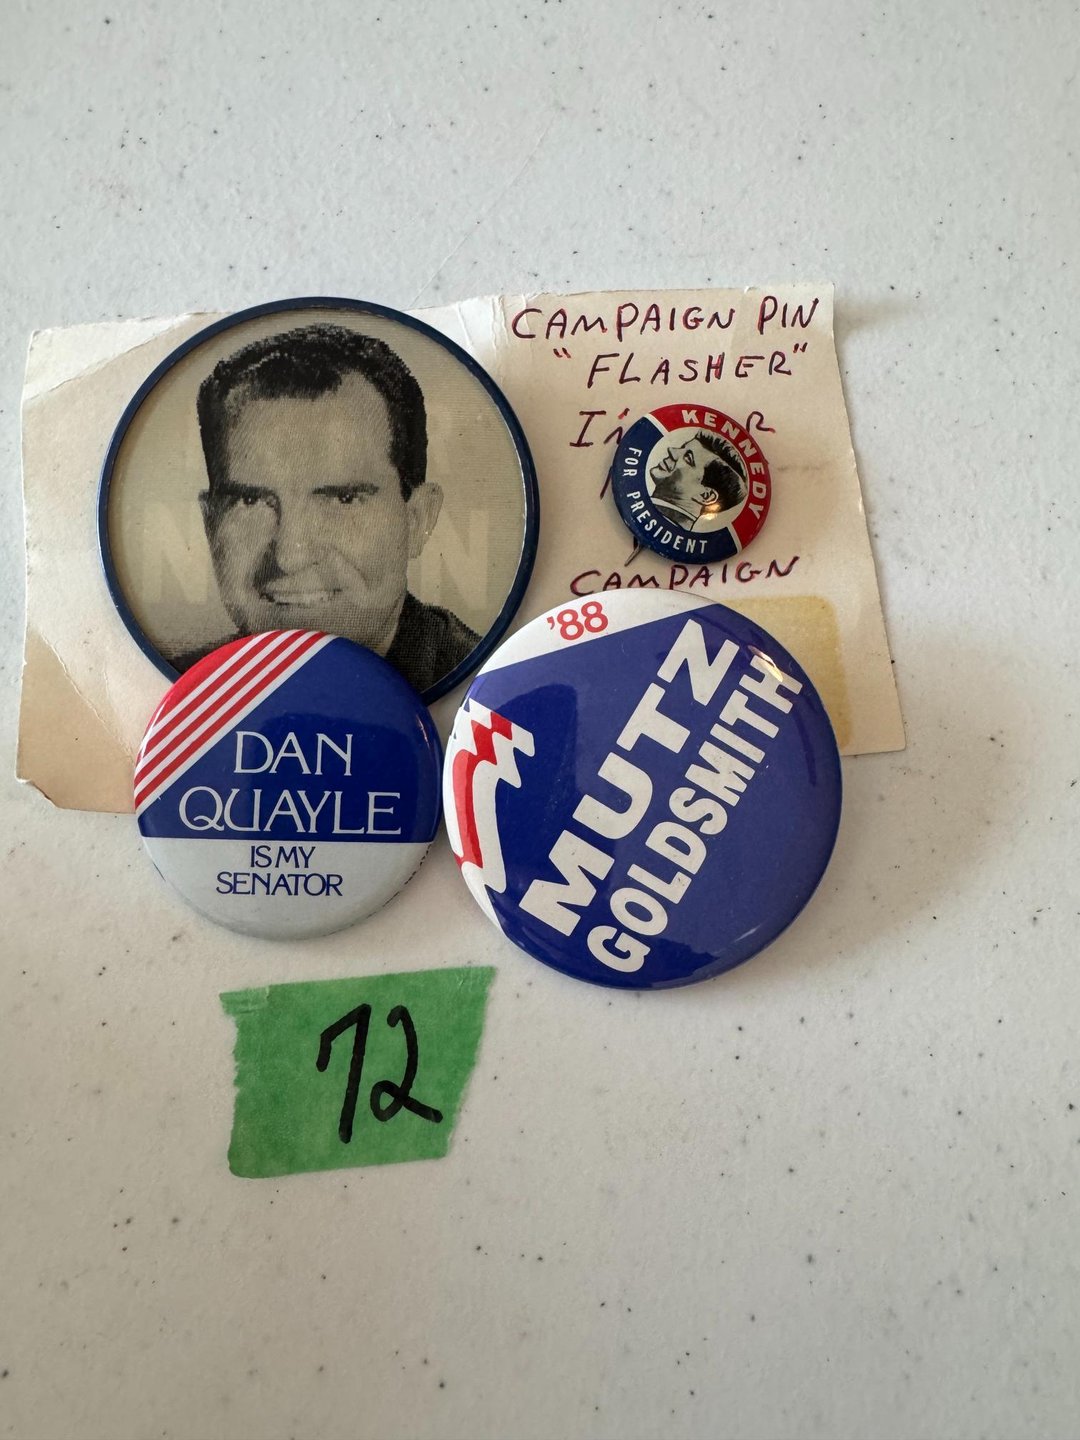 CAMPAIGN PIN
"FLASHER"
CAMPAIGN
KENNEDY
FOR PRESIDENT
DAN
QUAYLE
IS MY
SENATOR
'88
MUTZ
GOLDSMITH
72